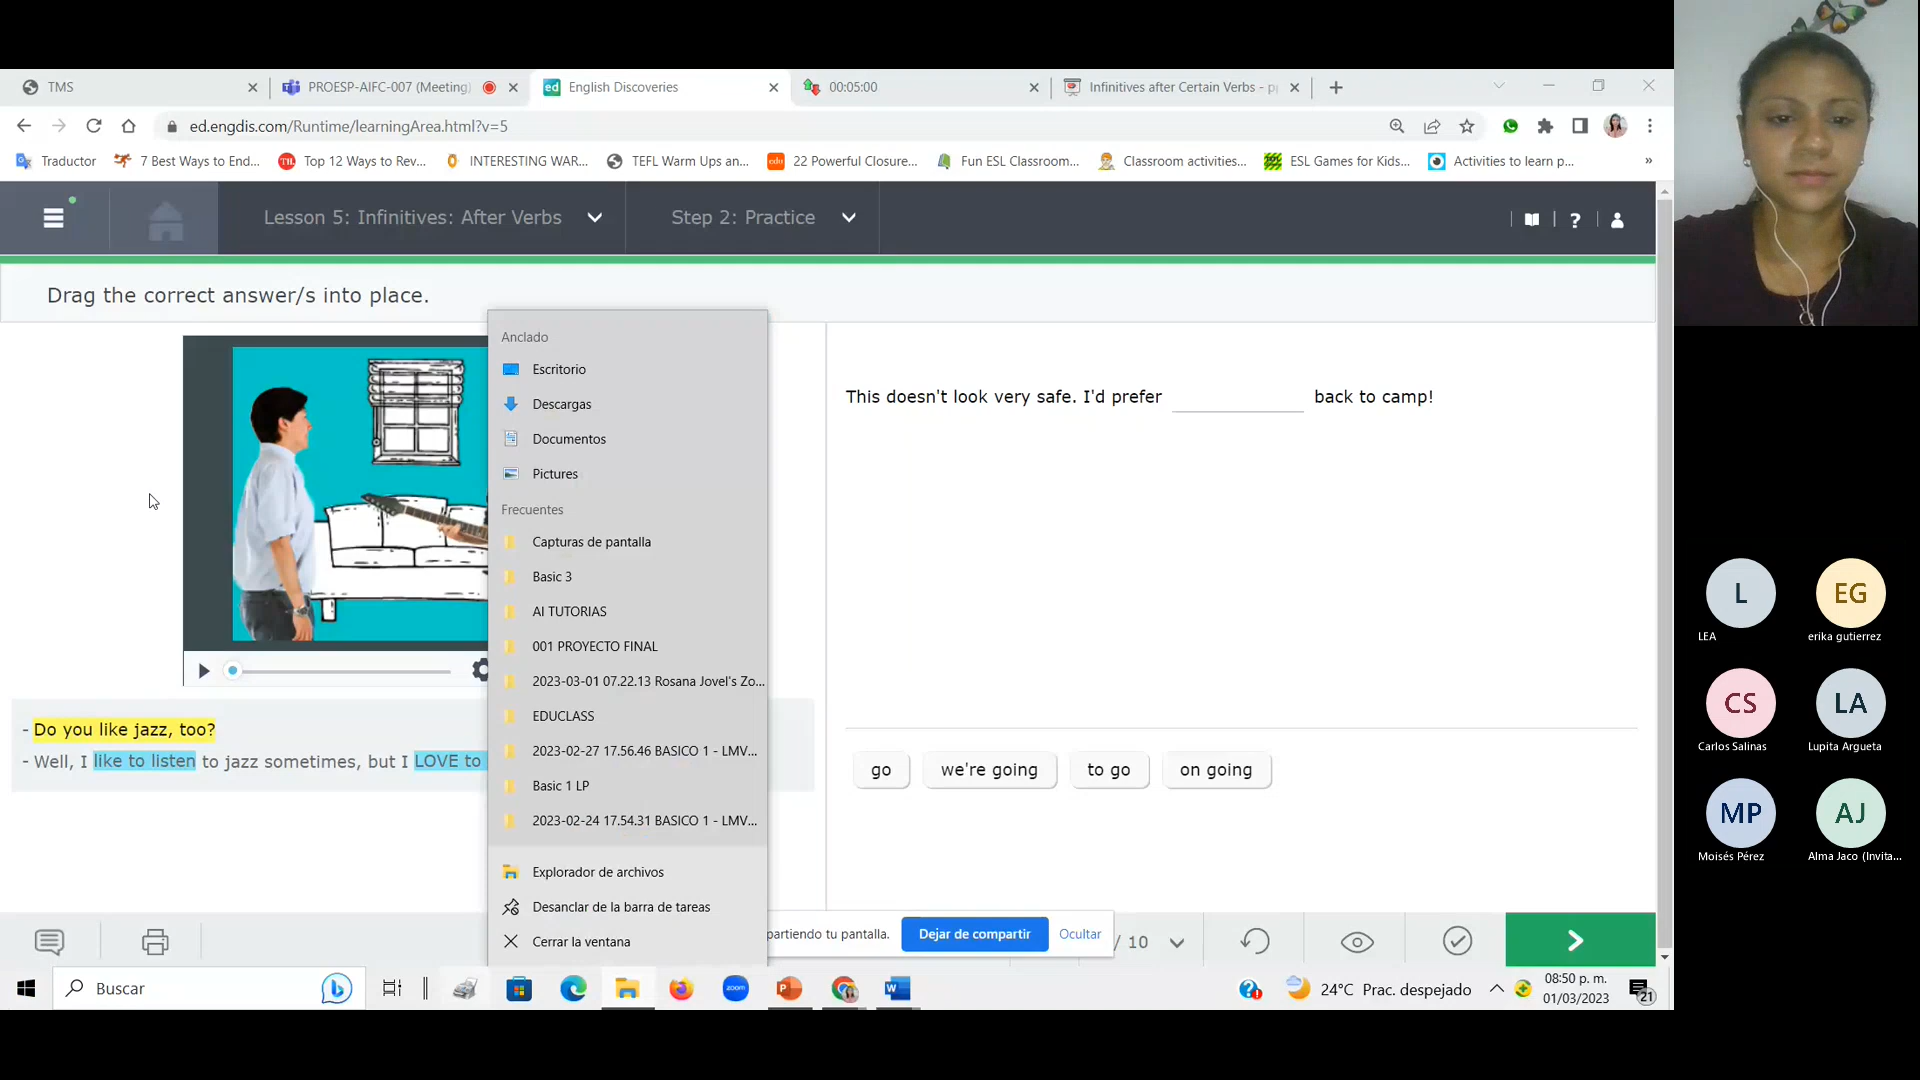 TMS
PROESP-AIFC-007 (Meeting)
English Discoveries
00:05:00
Infinitives after Certain Verbs - p
ed.engdis.com/Runtime/learningArea.html?v=5
Traductor
7 Best Ways to End...
Top 12 Ways to Rev...
INTERESTING WAR...
TEFL Warm Ups an...
22 Powerful Closure...
Fun ESL Classroom...
Classroom activities...
ESL Games for Kids...
Activities to learn p...
»
Lesson 5: Infinitives: After Verbs
Step 2: Practice
?
Drag the correct answer/s into place.
Anclado
Escritorio
Descargas
Documentos
Pictures
Frecuentes
Capturas de pantalla
Basic 3
AI TUTORIAS
001 PROYECTO FINAL
2023-03-01 07.22.13 Rosana Jovel's Zo...
EDUCLASS
2023-02-27 17.56.46 BASICO 1 - LMV...
Basic 1 LP
2023-02-24 17.54.31 BASICO 1 - LMV...
Explorador de archivos
Desanclar de la barra de tareas
Cerrar la ventana
- Do you like jazz, too?
- Well, I like to listen to jazz sometimes, but I LOVE to
This doesn't look very safe. I'd prefer ____________ back to camp!
go
we're going
to go
on going
partiendo tu pantalla.
Dejar de compartir
Ocultar
/ 10
Buscar
zoom
24°C Prac. despejado
08:50 p. m.
01/03/2023
21
L
LEA
EG
erika gutierrez
CS
Carlos Salinas
LA
Lupita Argueta
MP
Moisés Pérez
AJ
Alma Jaco (Invita...